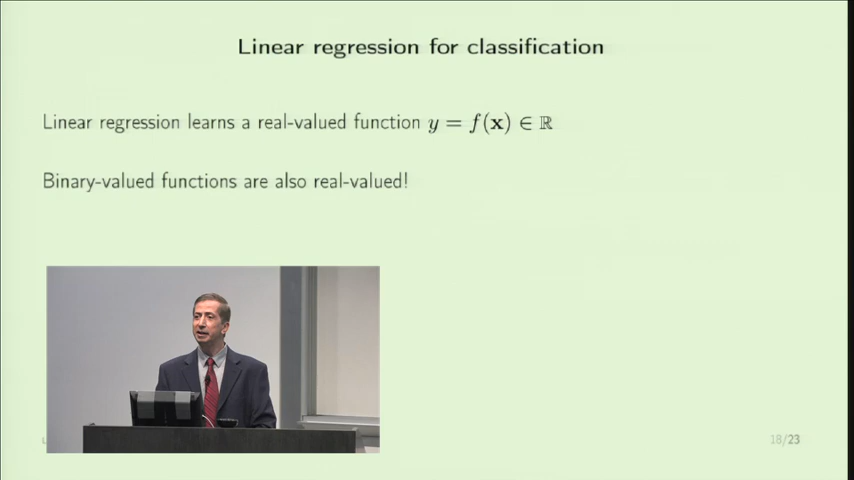 Linear regression for classification
Linear regression learns a real-valued function y = f(x) ∈ ℝ
Binary-valued functions are also real-valued!
18/23